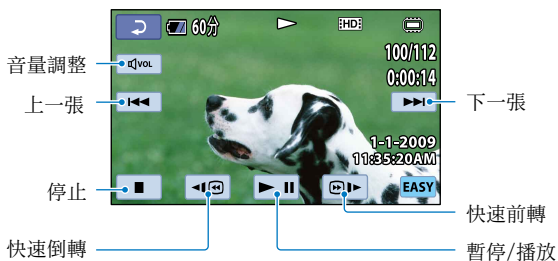 60分
HD
100/112
0:00:14
音量調整
VOL
上一張
下一張
1-1-2009
11:35:20AM
停止
EASY
快速前轉
快速倒轉
暫停/播放